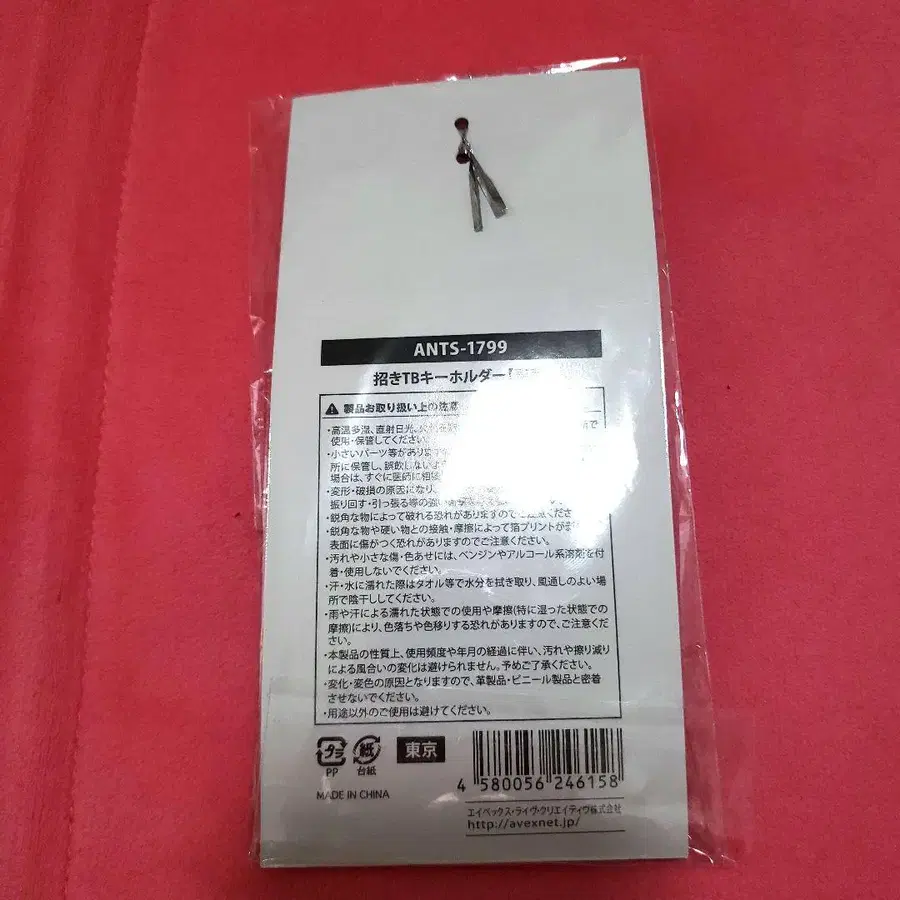 ANTS-1799
招きTBキーホルダー
製品お取り扱い上の注意
・高温多湿、直射日光、
使用・保管してください。
・小さいパーツ等があります
所に保管し、誤飲しないよう
場合は、すぐに医師に相談
・変形・破損の原因になり、
振り回す・引っ張る等の強い衝撃
・鋭角な物によって破れる恐れがありますのでご注意くださ
・鋭角な物や硬い物との接触・摩擦によって箔プリントが
表面に傷がつく恐れがありますのでご注意ください。
・汚れや小さな傷・色あせには、ベンジンやアルコール系溶剤を付
着・使用しないでください。
・汗・水に濡れた際はタオル等で水分を拭き取り、風通しのよい場
所で陰干ししてください。
・雨や汗による濡れた状態での使用や摩擦(特に湿った状態での
摩擦)により、色落ちや色移りする恐れがありますので、ご注意くださ
い。
・本製品の性質上、使用頻度や年月の経過に伴い、汚れや擦り減り
による風合いの変化は避けられません。予めご了承ください。
・変化・変色の原因となりますので、革製品・ビニール製品と密着
させないでください。
・用途以外のご使用は避けてください。
プラ
PP
紙
台紙
東京
4 580056 246158
MADE IN CHINA
エイベックス・ライヴ・クリエイティヴ株式会社
http://avexnet.jp/